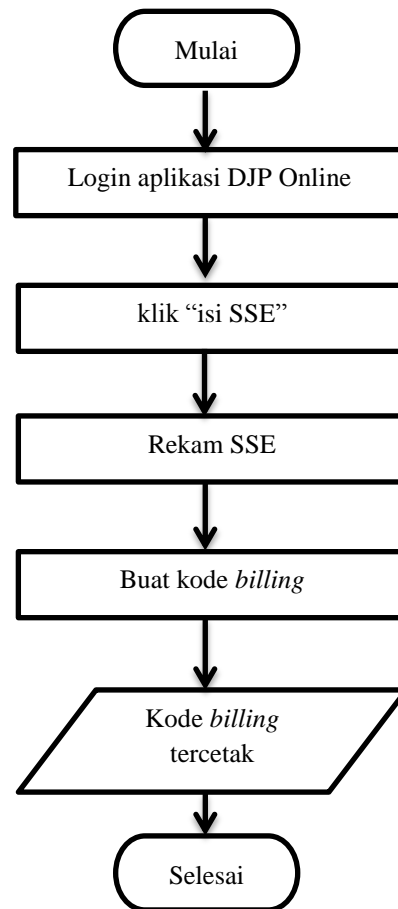 Mulai
Login aplikasi DJP Online
klik “isi SSE”
Rekam SSE
Buat kode billing
Kode billing
tercetak
Selesai